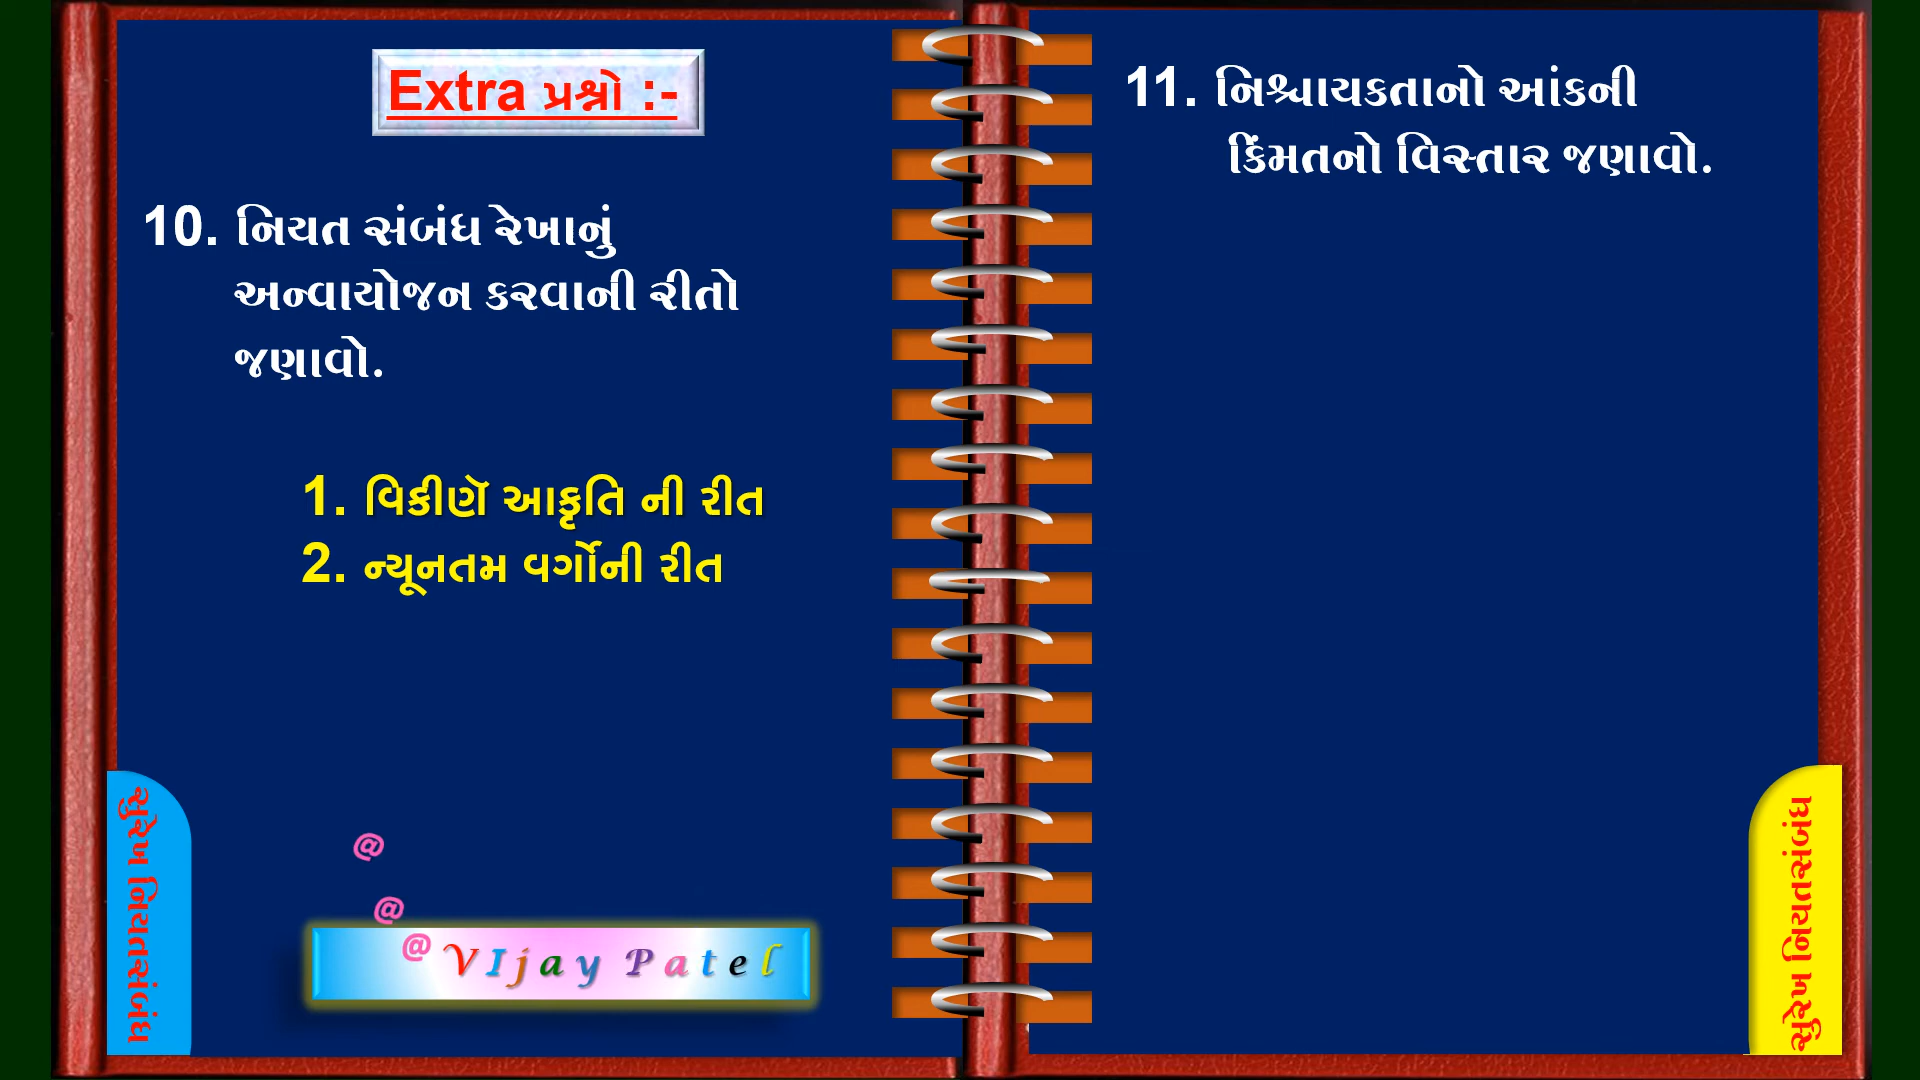 Extra પ્રશ્નો :-
10. નિયત સંબંધ રેખાનું
અન્વાયોજન કરવાની રીતો
જણાવો.
1. વિકીણૅ આકૃતિ ની રીત
2. ન્યૂનતમ વર્ગોની રીત
@
@
@ VIjay Patel
સુરેખ નિયતસંબંધ
11. નિશ્ચાયકતાનો આંકની
કિંમતનો વિસ્તાર જણાવો.
સુરેખ નિયતસંબંધ